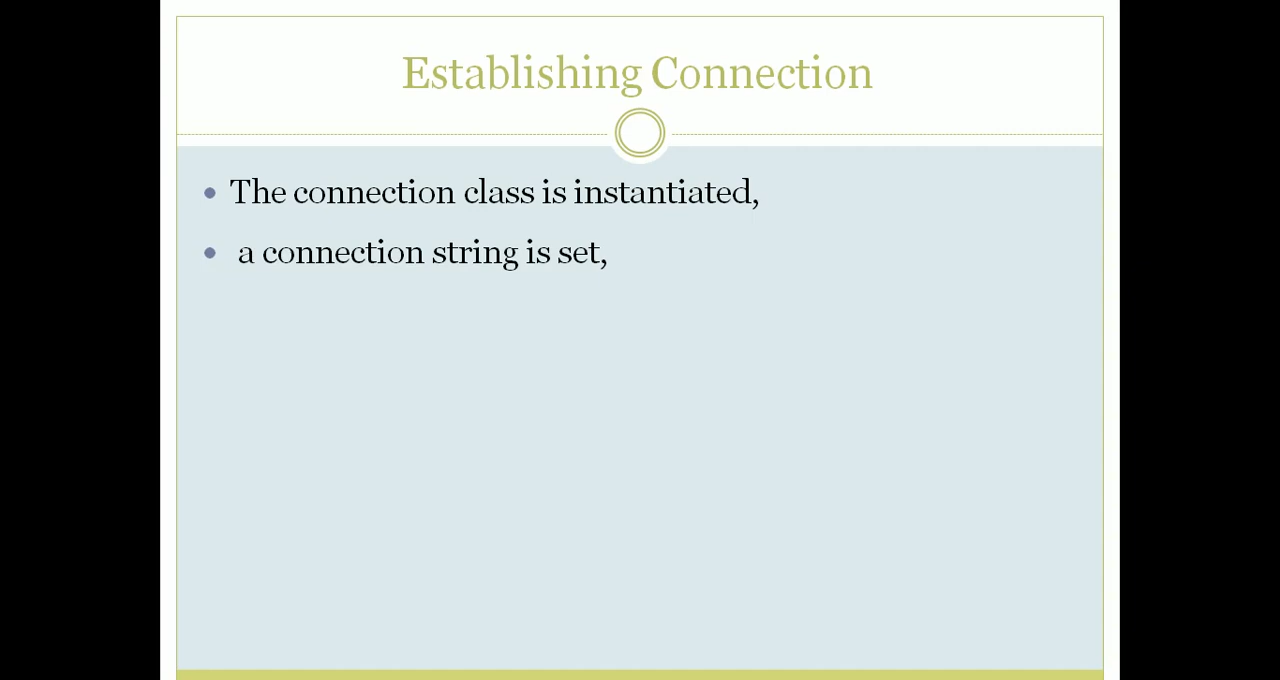 Establishing Connection
The connection class is instantiated,
a connection string is set,